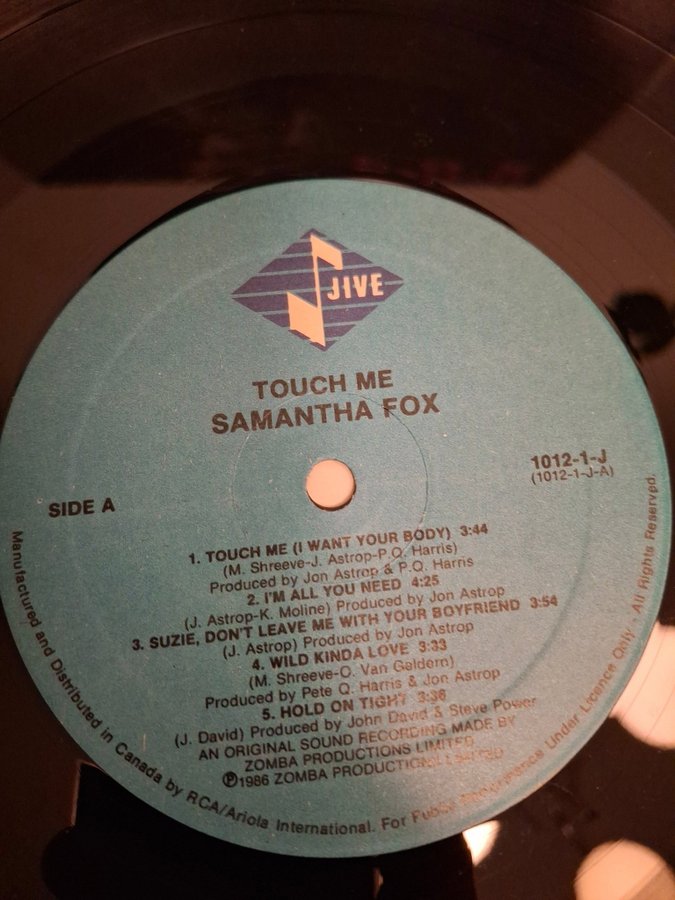 JIVE
TOUCH ME
SAMANTHA FOX
SIDE A
1012-1-J
(1012-1-J-A)
1. TOUCH ME (I WANT YOUR BODY) 3:44
(M. Shreeve-J. Astrop-P.Q. Harris)
Produced by Jon Astrop & P.Q. Harris
2. I'M ALL YOU NEED 4:25
(J. Astrop-K. Moline) Produced by Jon Astrop
3. SUZIE, DON'T LEAVE ME WITH YOUR BOYFRIEND 3:54
(J. Astrop) Produced by Jon Astrop
4. WILD KINDA LOVE 3:33
(M. Shreeve-O. Van Geldern)
Produced by Pete Q. Harris & Jon Astrop
5. HOLD ON TIGHT 3:36
(J. David) Produced by John David & Steve Power
AN ORIGINAL SOUND RECORDING MADE BY
ZOMBA PRODUCTIONS LIMITED
℗1986 ZOMBA PRODUCTIONS LIMITED
Manufactured and Distributed in Canada by RCA/Ariola International. For Public Performance Under Licence Only - All Rights Reserved.